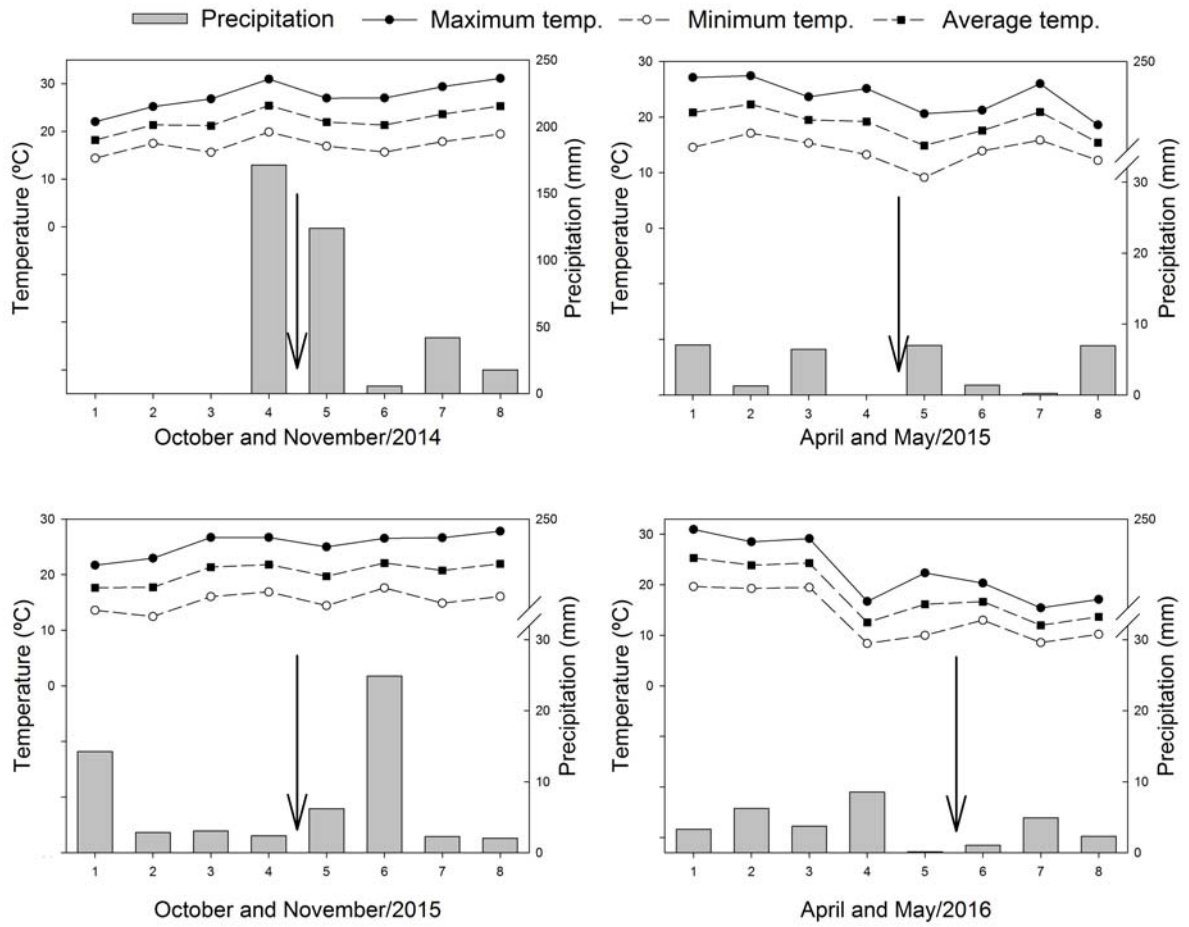 Precipitation Maximum temp. Minimum temp. Average temp.
Temperature (ºC)
30
20
10
0
250
200
150
100
50
0
Precipitation (mm)
1 2 3 4 5 6 7 8
October and November/2014
Temperature (ºC)
30
20
10
0
250
30
20
10
0
Precipitation (mm)
1 2 3 4 5 6 7 8
April and May/2015
Temperature (ºC)
30
20
10
0
250
30
20
10
0
Precipitation (mm)
1 2 3 4 5 6 7 8
October and November/2015
Temperature (ºC)
30
20
10
0
250
30
20
10
0
Precipitation (mm)
1 2 3 4 5 6 7 8
April and May/2016